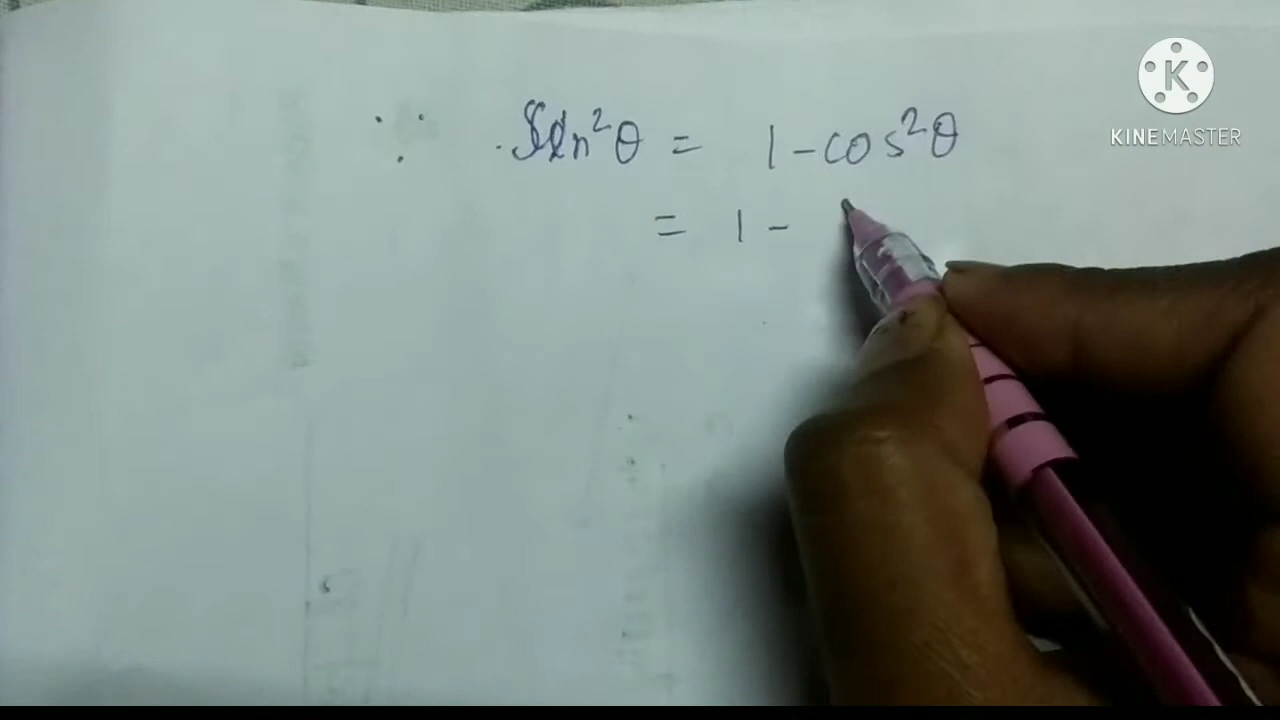 ∵ Sin²θ = 1 - cos²θ
= 1 -
K
KINEMASTER